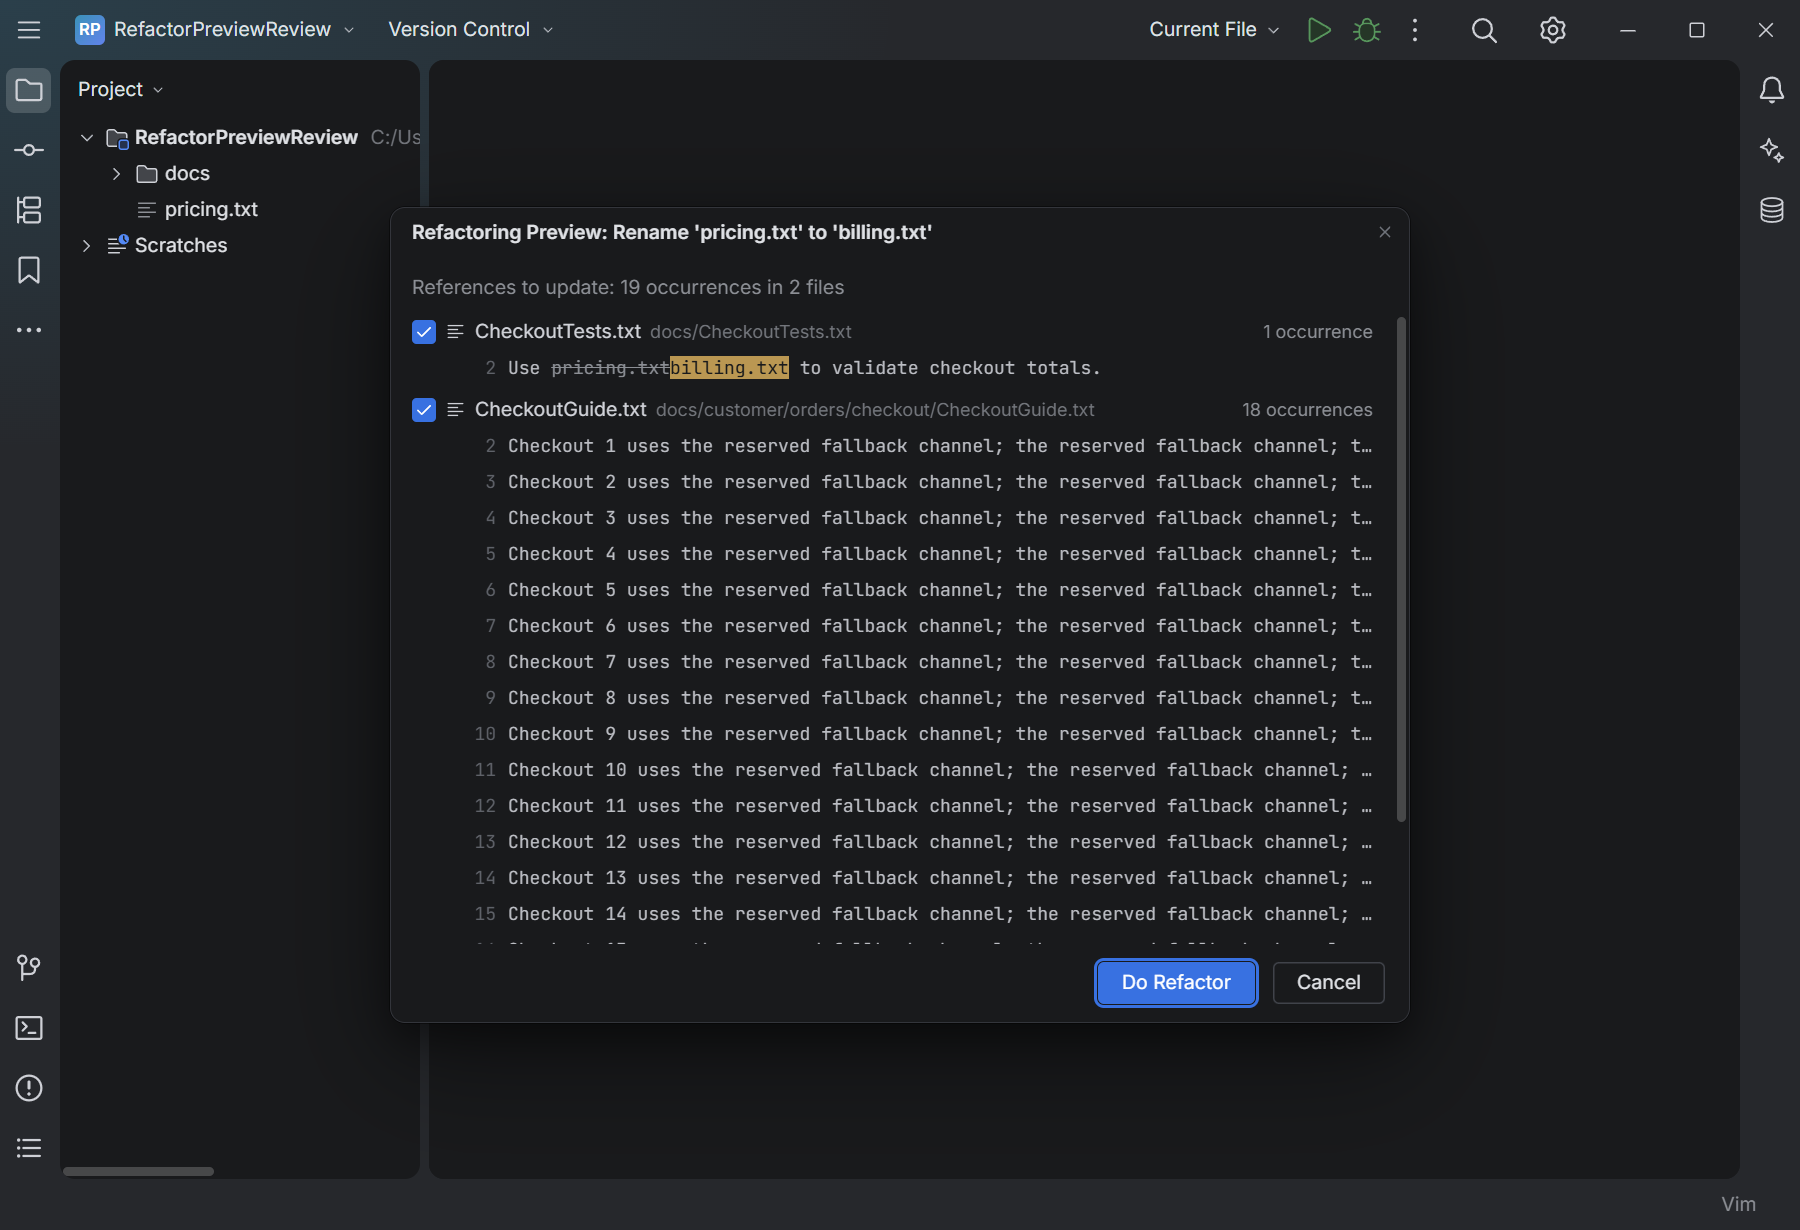 RP RefactorPreviewReview Version Control Current File
Project
RefactorPreviewReview C:/Us
docs
pricing.txt
Scratches
Refactoring Preview: Rename 'pricing.txt' to 'billing.txt'
References to update: 19 occurrences in 2 files
CheckoutTests.txt docs/CheckoutTests.txt 1 occurrence
2 Use pricing.txtbilling.txt to validate checkout totals.
CheckoutGuide.txt docs/customer/orders/checkout/CheckoutGuide.txt 18 occurrences
2 Checkout 1 uses the reserved fallback channel; the reserved fallback channel; t…
3 Checkout 2 uses the reserved fallback channel; the reserved fallback channel; t…
4 Checkout 3 uses the reserved fallback channel; the reserved fallback channel; t…
5 Checkout 4 uses the reserved fallback channel; the reserved fallback channel; t…
6 Checkout 5 uses the reserved fallback channel; the reserved fallback channel; t…
7 Checkout 6 uses the reserved fallback channel; the reserved fallback channel; t…
8 Checkout 7 uses the reserved fallback channel; the reserved fallback channel; t…
9 Checkout 8 uses the reserved fallback channel; the reserved fallback channel; t…
10 Checkout 9 uses the reserved fallback channel; the reserved fallback channel; t…
11 Checkout 10 uses the reserved fallback channel; the reserved fallback channel; …
12 Checkout 11 uses the reserved fallback channel; the reserved fallback channel; …
13 Checkout 12 uses the reserved fallback channel; the reserved fallback channel; …
14 Checkout 13 uses the reserved fallback channel; the reserved fallback channel; …
15 Checkout 14 uses the reserved fallback channel; the reserved fallback channel; …
Do Refactor Cancel
Vim